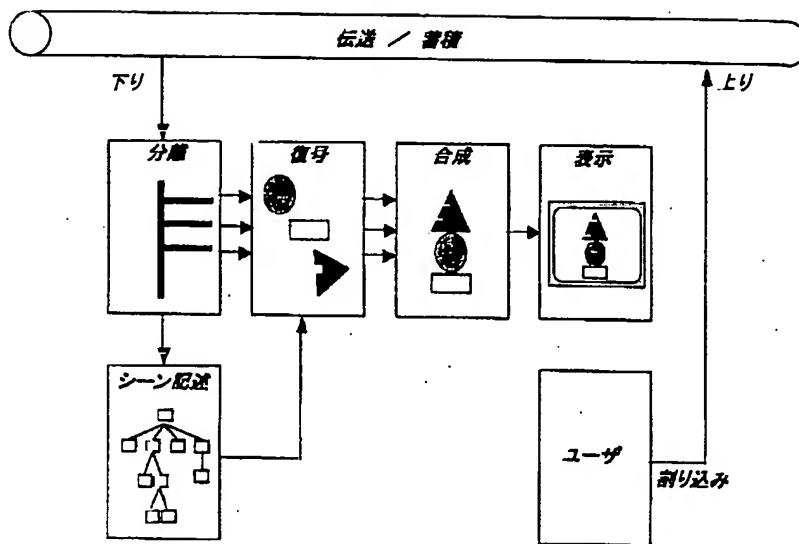 伝送 / 蓄積
下り
上り
分離
復号
合成
表示
シーン記述
ユーザ
割り込み